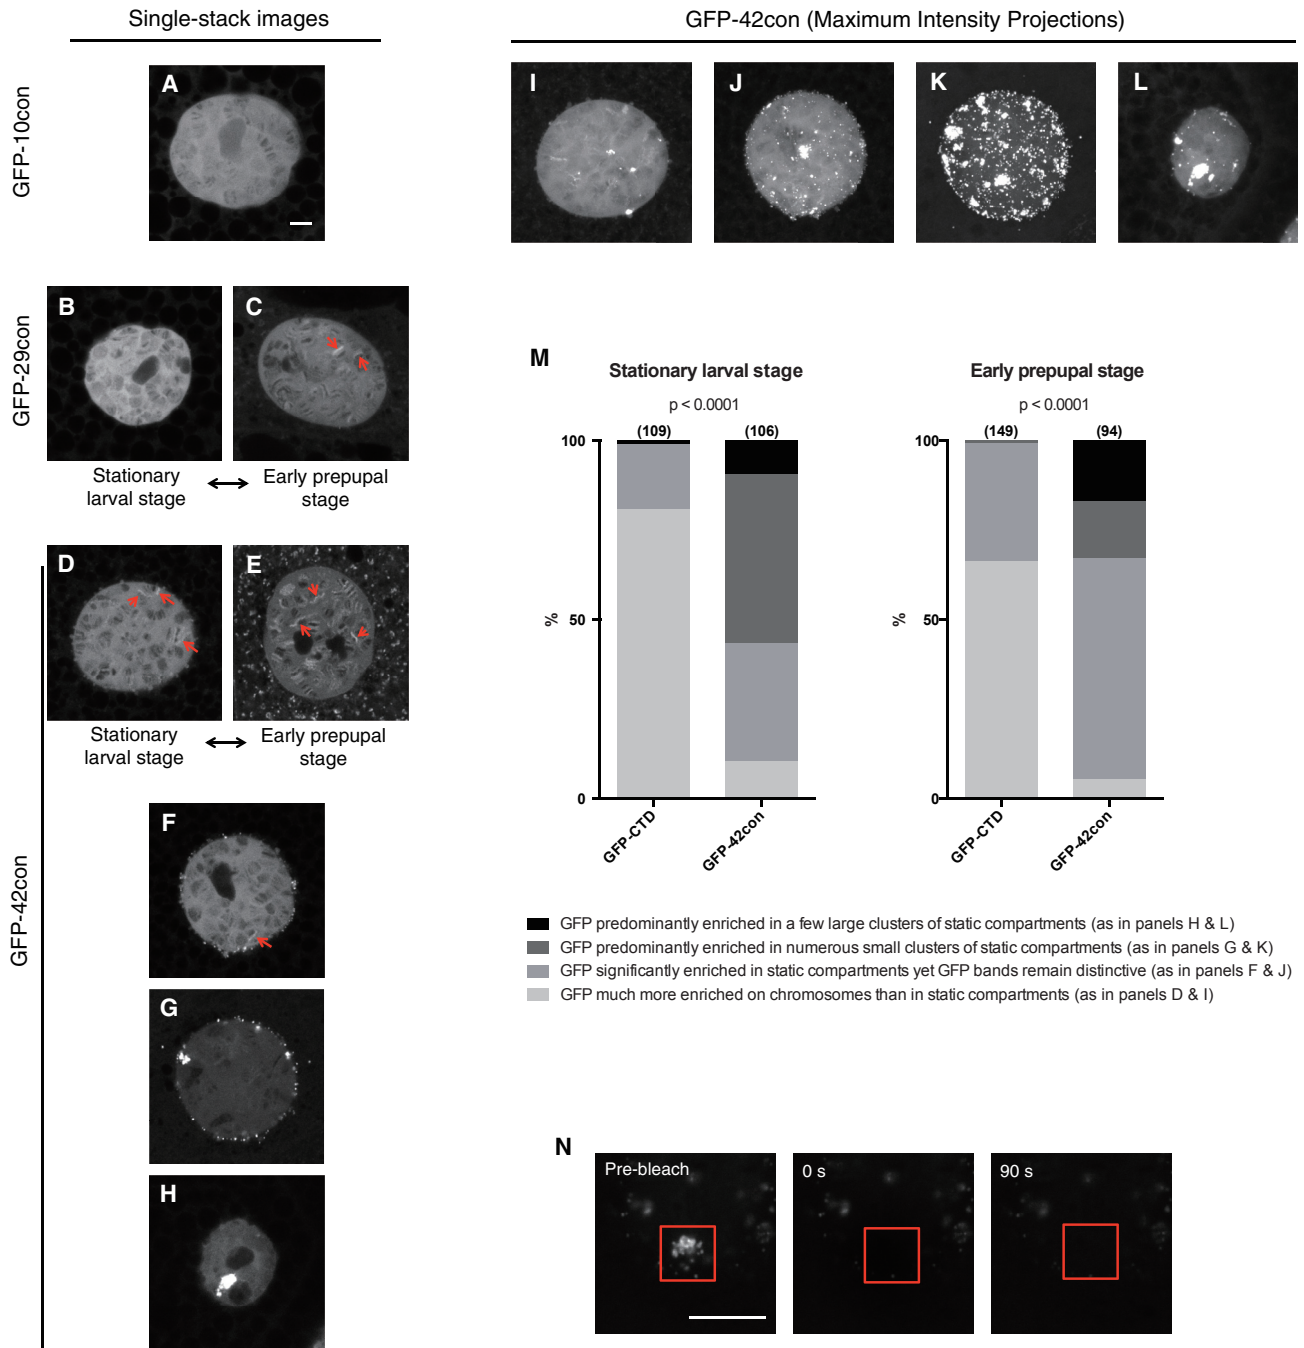 Single-stack images
GFP-42con (Maximum Intensity Projections)
GFP-10con
A
I
J
K
L
GFP-29con
B
C
Stationary
larval stage
Early prepupal
stage
GFP-42con
D
E
Stationary
larval stage
Early prepupal
stage
F
G
H
M
Stationary larval stage
p < 0.0001
(109)
(106)
100
50
0
%
GFP-CTD
GFP-42con
Early prepupal stage
p < 0.0001
(149)
(94)
100
50
0
%
GFP-CTD
GFP-42con
GFP predominantly enriched in a few large clusters of static compartments (as in panels H & L)
GFP predominantly enriched in numerous small clusters of static compartments (as in panels G & K)
GFP significantly enriched in static compartments yet GFP bands remain distinctive (as in panels F & J)
GFP much more enriched on chromosomes than in static compartments (as in panels D & I)
N
Pre-bleach
0 s
90 s